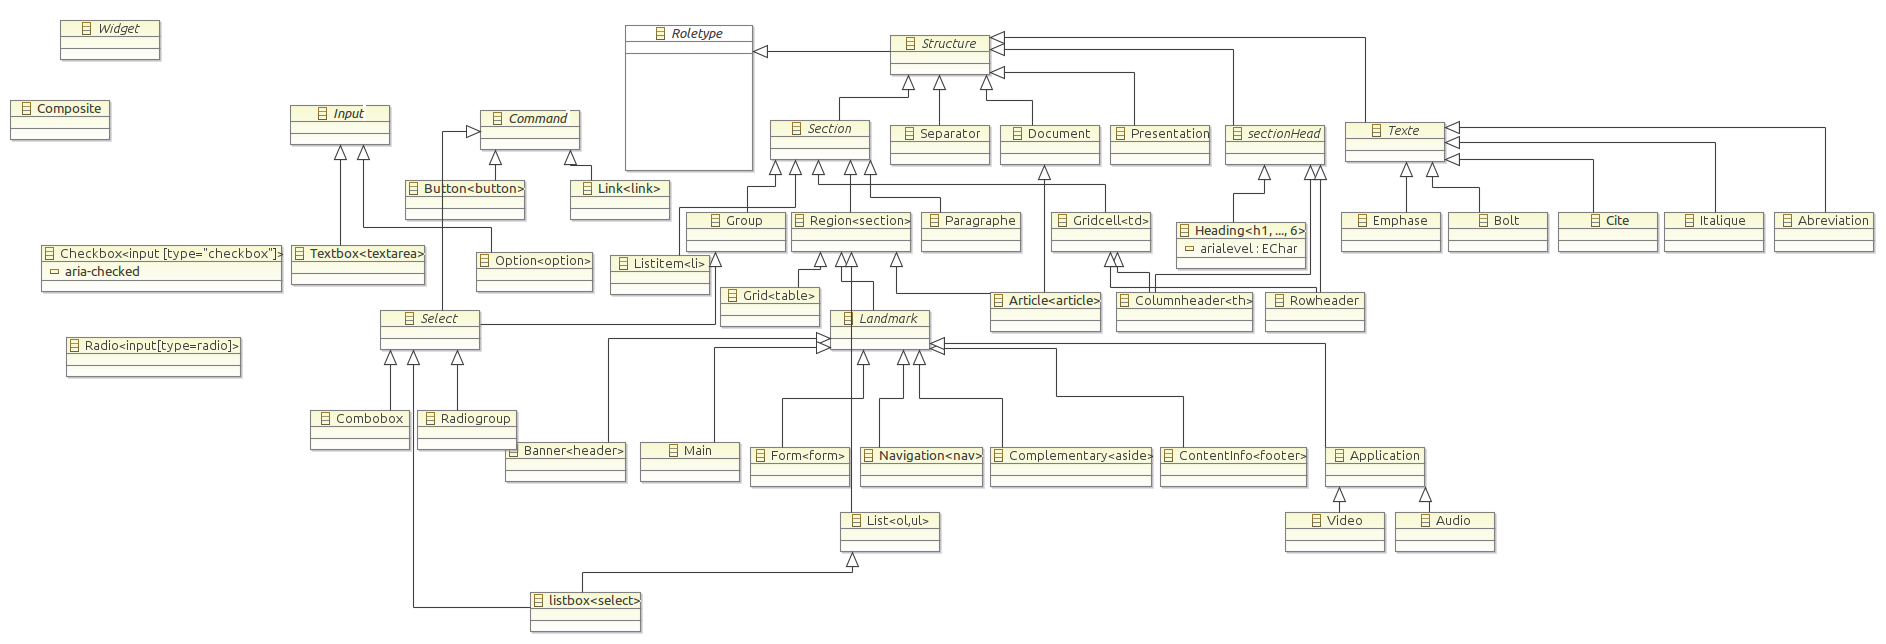 Widget
Roletype
Structure
Composite
Input
Command
Section
Separator
Document
Presentation
sectionHead
Texte
Button<button>
Link<link>
Group
Region<section>
Paragraphe
Gridcell<td>
Heading<h1, ..., 6>
arialevel : EChar
Emphase
Bolt
Cite
Italique
Abreviation
Checkbox<input [type="checkbox"]>
aria-checked
Textbox<textarea>
Option<option>
Listitem<li>
Grid<table>
Article<article>
Columnheader<th>
Rowheader
Select
Landmark
Radio<input[type=radio]>
Combobox
Radiogroup
Banner<header>
Main
Form<form>
Navigation<nav>
Complementary<aside>
ContentInfo<footer>
Application
List<ol,ul>
Video
Audio
listbox<select>